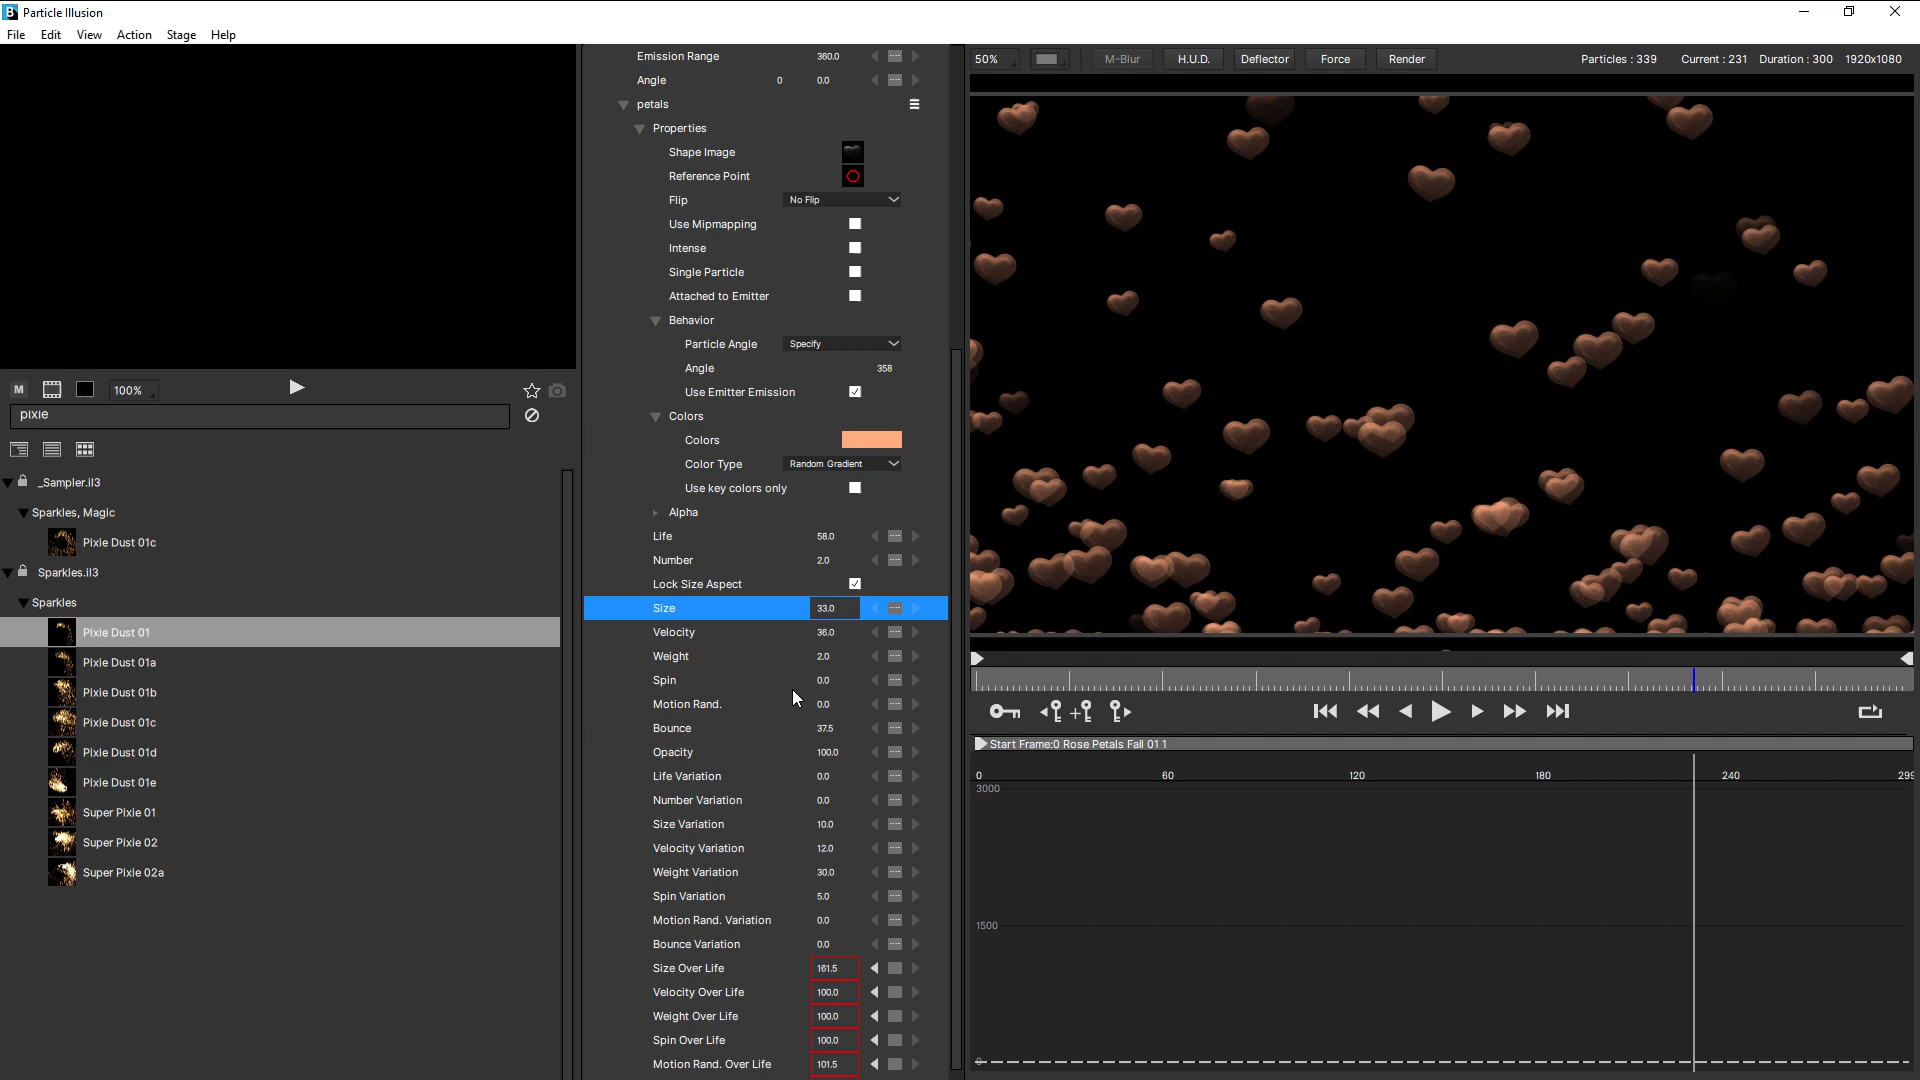 Particle Illusion
File Edit View Action Stage Help
M 100%
pixie
_Sampler.il3
Sparkles, Magic
Pixie Dust 01c
Sparkles.il3
Sparkles
Pixie Dust 01
Pixie Dust 01a
Pixie Dust 01b
Pixie Dust 01c
Pixie Dust 01d
Pixie Dust 01e
Super Pixie 01
Super Pixie 02
Super Pixie 02a
Emission Range 360.0
Angle 0 0.0
petals
Properties
Shape Image
Reference Point
Flip No Flip
Use Mipmapping
Intense
Single Particle
Attached to Emitter
Behavior
Particle Angle Specify
Angle 358
Use Emitter Emission
Colors
Colors
Color Type Random Gradient
Use key colors only
Alpha
Life 58.0
Number 2.0
Lock Size Aspect
Size 33.0
Velocity 36.0
Weight 2.0
Spin 0.0
Motion Rand. 0.0
Bounce 37.5
Opacity 100.0
Life Variation 0.0
Number Variation 0.0
Size Variation 10.0
Velocity Variation 12.0
Weight Variation 30.0
Spin Variation 5.0
Motion Rand. Variation 0.0
Bounce Variation 0.0
Size Over Life 161.5
Velocity Over Life 100.0
Weight Over Life 100.0
Spin Over Life 100.0
Motion Rand. Over Life 101.5
50% M-Blur H.U.D. Deflector Force Render Particles : 339 Current : 231 Duration : 300 1920x1080
Start Frame:0 Rose Petals Fall 01 1
0 60 120 180 240 299
3000
1500
0